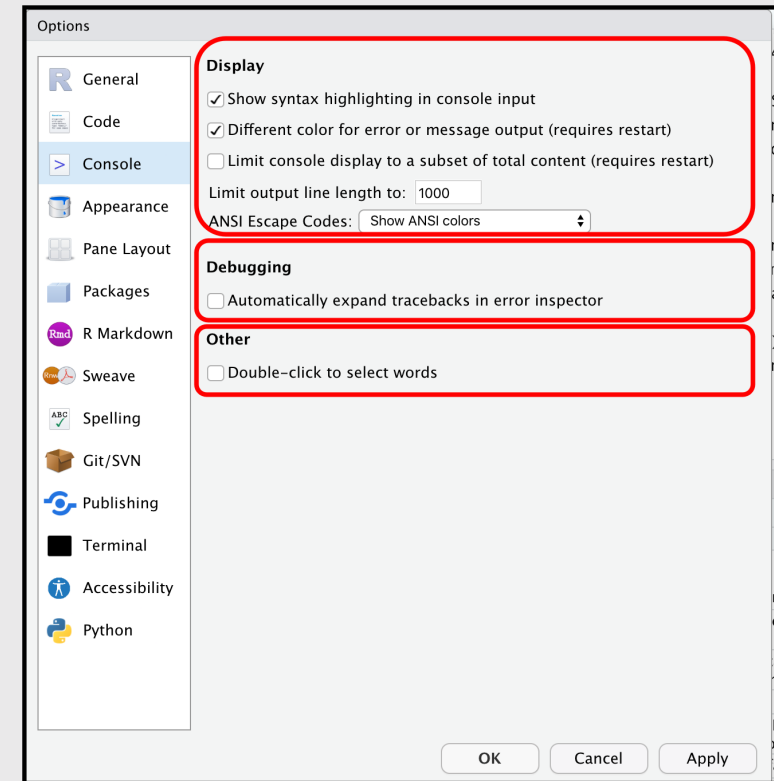 Options
General
Code
Console
Appearance
Pane Layout
Packages
Rmd R Markdown
Sweave
ABC Spelling
Git/SVN
Publishing
Terminal
Accessibility
Python
Display
Show syntax highlighting in console input
Different color for error or message output (requires restart)
Limit console display to a subset of total content (requires restart)
Limit output line length to: 1000
ANSI Escape Codes: Show ANSI colors
Debugging
Automatically expand tracebacks in error inspector
Other
Double-click to select words
OK Cancel Apply